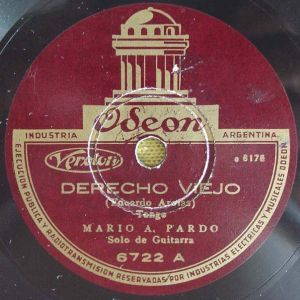 Odeon
INDUSTRIA ARGENTINA.
Veroton ø 6176
DERECHO VIEJO
(Eduardo Arolas)
Tango
MARIO A. PARDO
Solo de Guitarra
6722 A
EJECUCION PUBLICA Y RADIOTRANSMISION RESERVADAS POR INDUSTRIAS ELECTRICAS Y MUSICALES ODEON